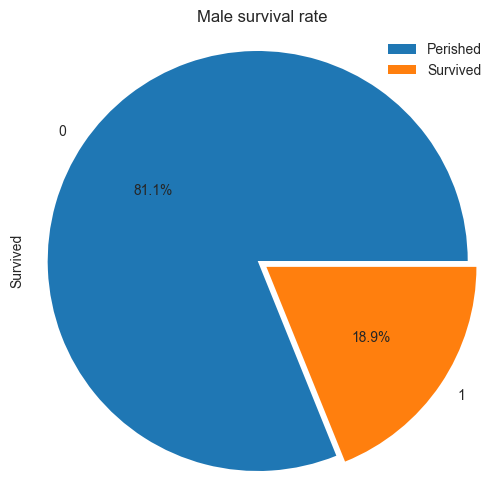 Male survival rate
Perished
Survived
0
81.1%
Survived
18.9%
1